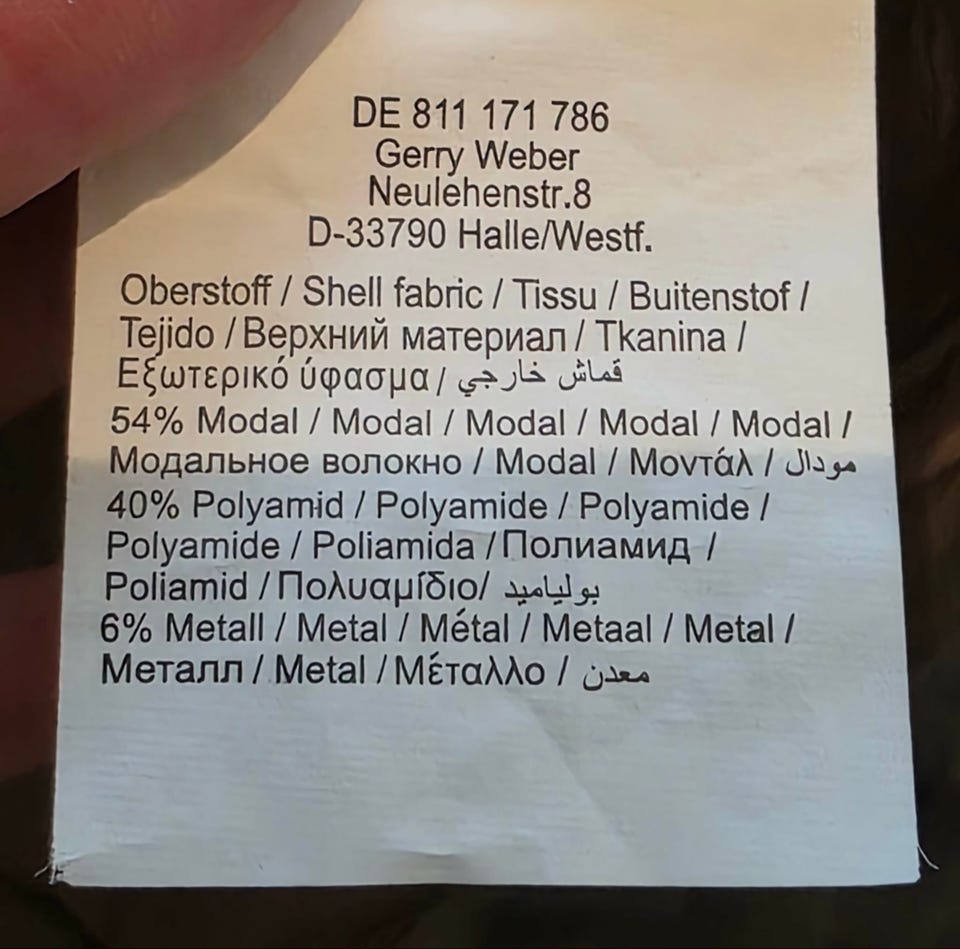 DE 811 171 786
Gerry Weber
Neulehenstr.8
D-33790 Halle/Westf.
Oberstoff / Shell fabric / Tissu / Buitenstof /
Tejido / Верхний материал / Tkanina /
Εξωτερικό ύφασμα / قماش خارجي
54% Modal / Modal / Modal / Modal / Modal /
Модальное волокно / Modal / Μοντάλ / مودال
40% Polyamid / Polyamide / Polyamide /
Polyamide / Poliamida / Полиамид /
Poliamid / Πολυαμίδιο/ بولياميد
6% Metall / Metal / Métal / Metaal / Metal /
Металл / Metal / Μέταλλο / معدن